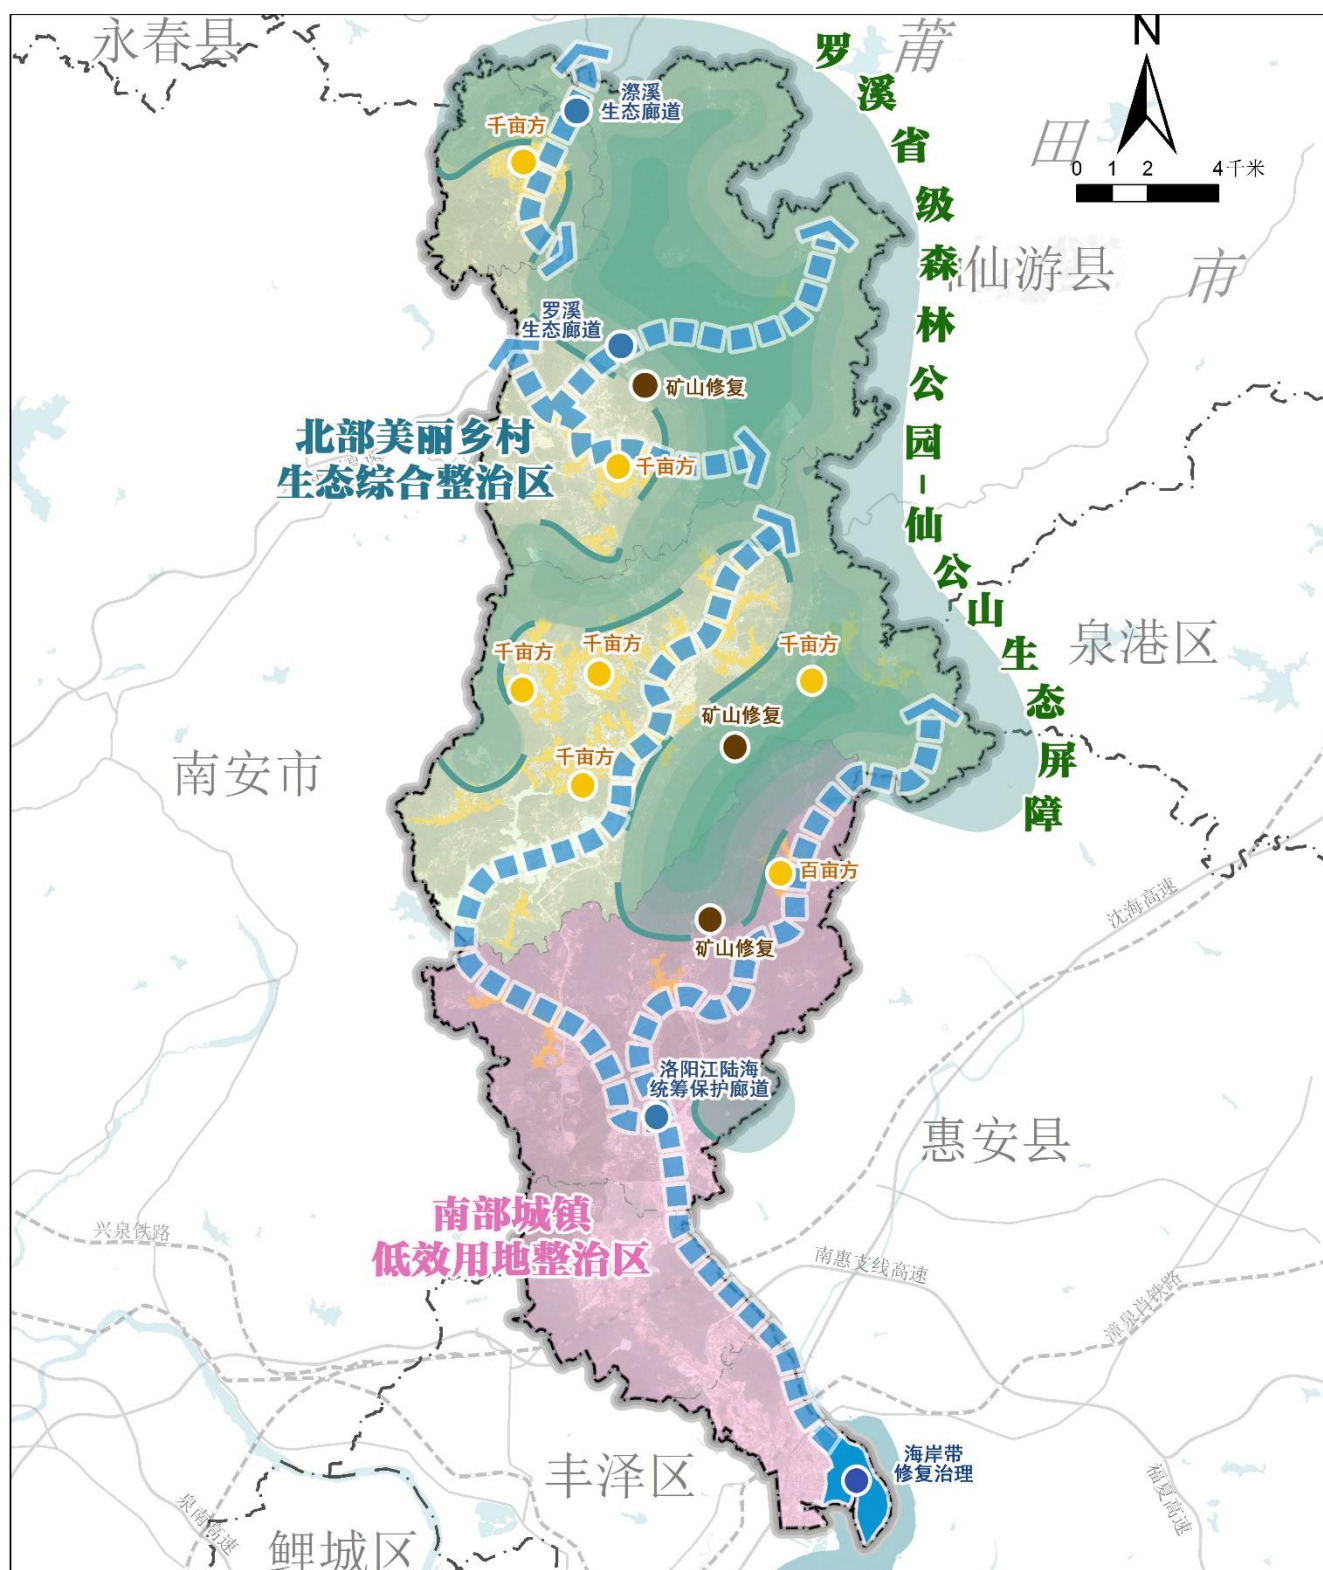 永春县
莆
田
市
N
0 1 2 4千米
仙游县
罗溪省级森林公园-仙公山生态屏障
潀溪
生态廊道
千亩方
罗溪
生态廊道
矿山修复
北部美丽乡村
生态综合整治区
千亩方
泉港区
千亩方
千亩方
千亩方
矿山修复
南安市
千亩方
百亩方
矿山修复
沈海高速
洛阳江陆海
统筹保护廊道
惠安县
南部城镇
低效用地整治区
兴泉铁路
南惠支线高速
漳泉肖铁路
海岸带
修复治理
丰泽区
福夏高速
泉南高速
鲤城区